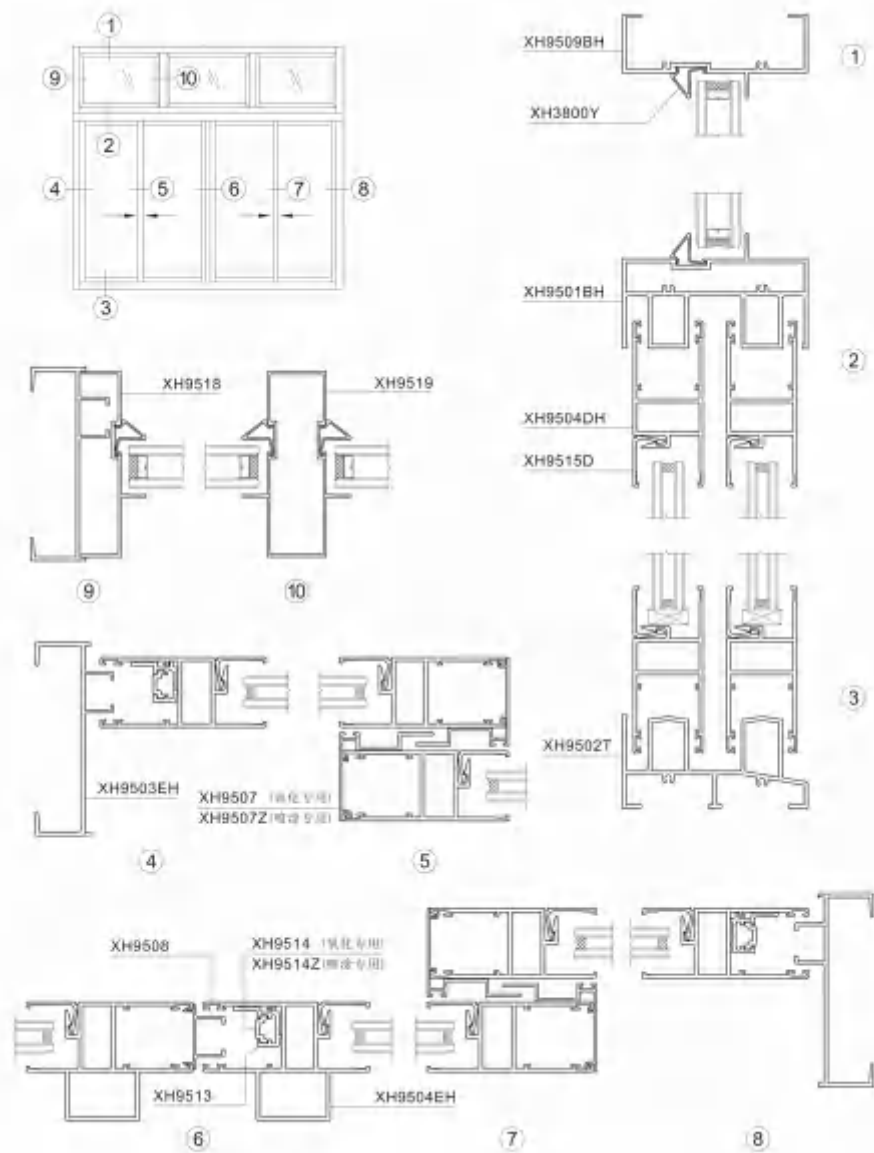 ①
⑨ ⑩
②
④ ⑤ ⑥ ⑦ ⑧
③
XH9509BH
①
XH3800Y
XH9501BH
②
XH9504DH
XH9515D
XH9518
XH9519
⑨ ⑩
③
XH9502T
XH9503EH
XH9507 (氧化专用)
XH9507Z (喷涂专用)
④ ⑤
XH9508
XH9514 (氧化专用)
XH9514Z (喷涂专用)
XH9513
XH9504EH
⑥ ⑦ ⑧